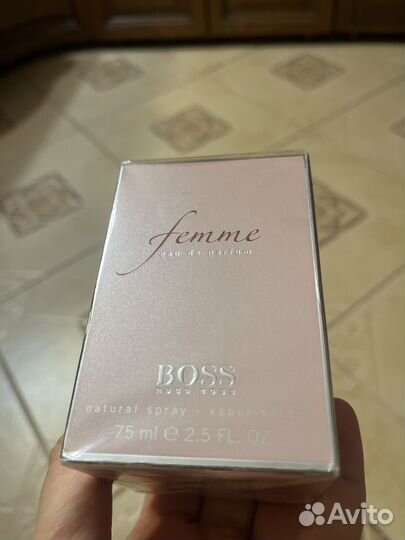 femme
eau de parfum
BOSS
HUGO BOSS
natural spray - vaporisateur
75 ml ℮ 2.5 FL. OZ
Avito